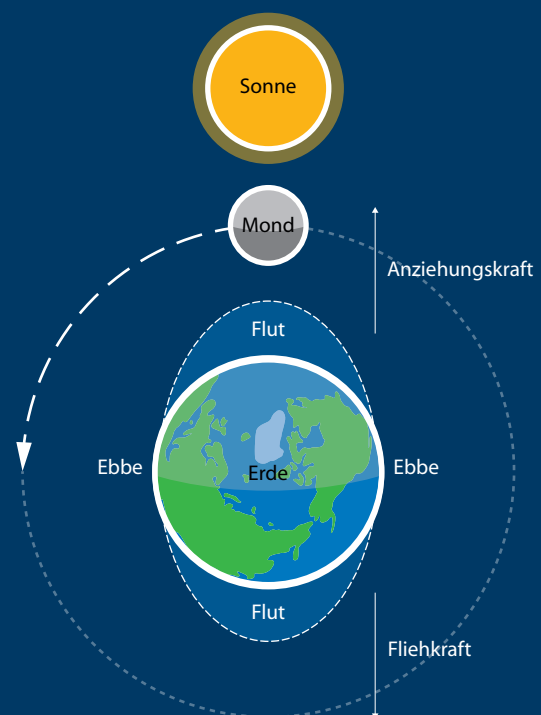 Sonne
Mond
Anziehungskraft
Flut
Ebbe
Erde
Ebbe
Flut
Fliehkraft